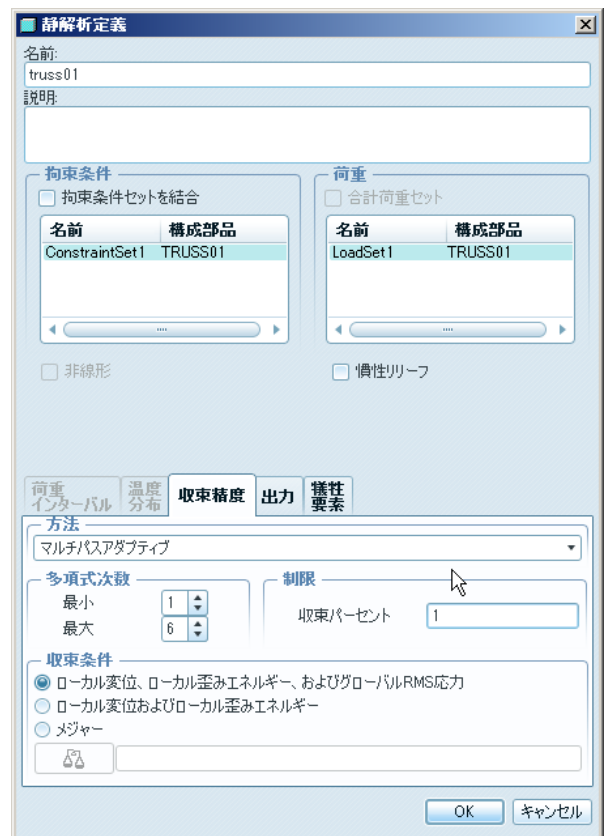 静解析定義
名前:
truss01
説明:
拘束条件
拘束条件セットを結合
名前 構成部品
ConstraintSet1 TRUSS01
荷重
合計荷重セット
名前 構成部品
LoadSet1 TRUSS01
非線形
慣性リリーフ
荷重
インターバル
温度
分布
収束精度
出力
犠牲
要素
方法
マルチパスアダプティブ
多項式次数
最小 1
最大 6
制限
収束パーセント 1
収束条件
ローカル変位、ローカル歪みエネルギー、およびグローバルRMS応力
ローカル変位およびローカル歪みエネルギー
メジャー
OK
キャンセル